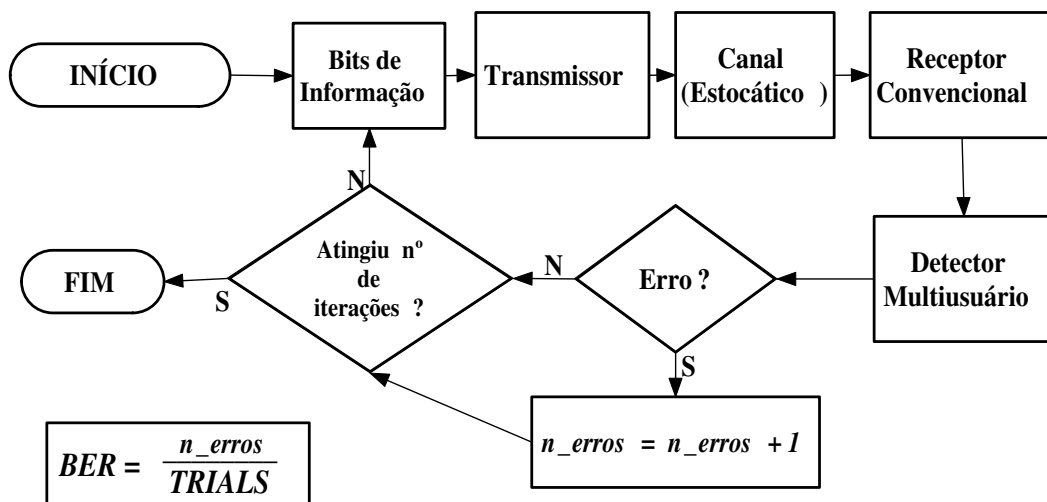 INÍCIO
Bits de
Informação
Transmissor
Canal
(Estocático )
Receptor
Convencional
N
Atingiu nº
de
iterações ?
S
FIM
N
Erro ?
S
Detector
Multiusuário
n_erros = n_erros +1
BER = n_erros
TRIALS